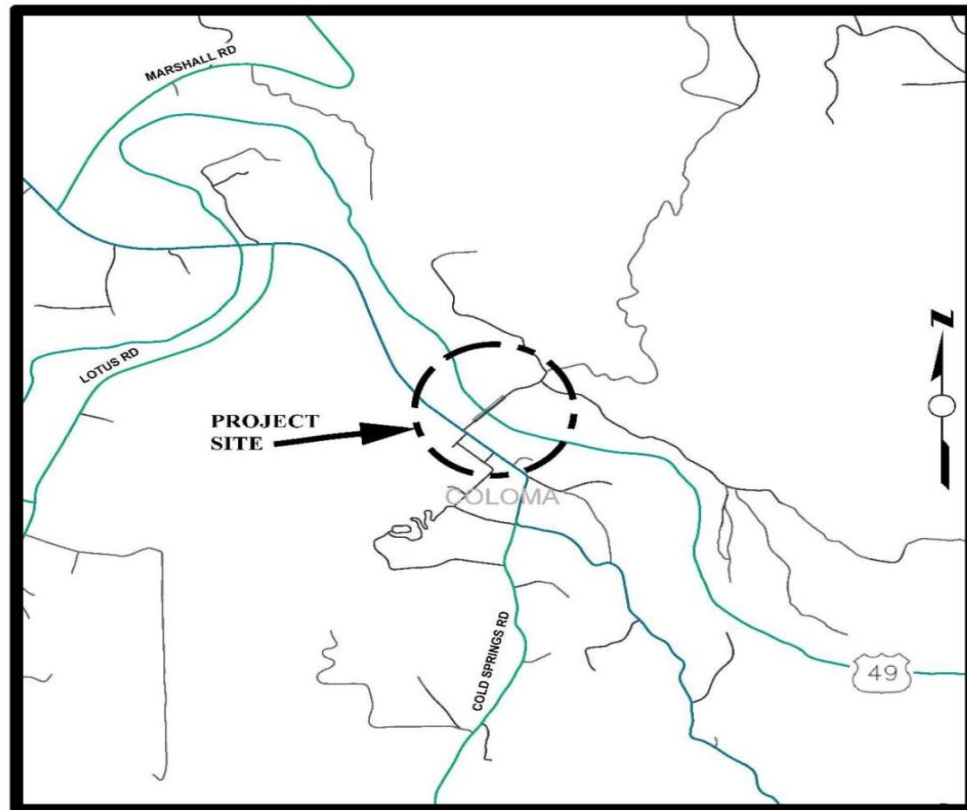 MARSHALL RD
LOTUS RD
PROJECT
SITE
COLOMA
COLD SPRINGS RD
49
N